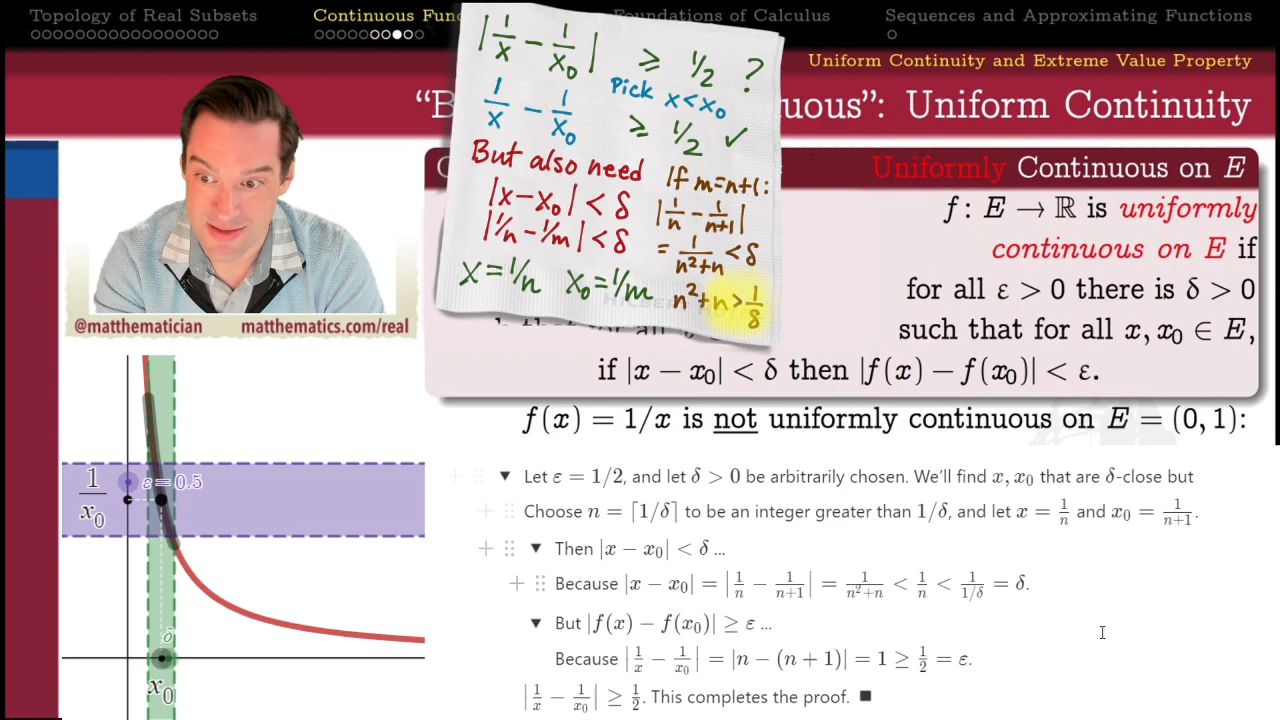 Topology of Real Subsets
Continuous Func
Foundations of Calculus
Sequences and Approximating Functions
Uniform Continuity and Extreme Value Property
“B uous”: Uniform Continuity
Uniformly Continuous on E
f: E → ℝ is uniformly
continuous on E if
for all ε > 0 there is δ > 0
such that for all x, x₀ ∈ E,
if |x − x₀| < δ then |f(x) − f(x₀)| < ε.
|1/x − 1/x₀| ≥ 1/2 ?
Pick x<x₀
1/x − 1/x₀ ≥ 1/2 ✓
But also need
|x−x₀| < δ
|1/n−1/m| < δ
x=1/n x₀=1/m
If m=n+1:
|1/n − 1/(n+1)|
= 1/(n²+n) < δ
n²+n > 1/δ
@matthematician matthematics.com/real
f(x) = 1/x is not uniformly continuous on E = (0, 1):
Let ε = 1/2, and let δ > 0 be arbitrarily chosen. We’ll find x, x₀ that are δ-close but
Choose n = ⌈1/δ⌉ to be an integer greater than 1/δ, and let x = 1/n and x₀ = 1/(n+1).
Then |x − x₀| < δ ...
Because |x − x₀| = |1/n − 1/(n+1)| = 1/(n²+n) < 1/n < 1/(1/δ) = δ.
But |f(x) − f(x₀)| ≥ ε ...
Because |1/x − 1/x₀| = |n − (n + 1)| = 1 ≥ 1/2 = ε.
|1/x − 1/x₀| ≥ 1/2. This completes the proof. ■
1/x₀
ε = 0.5
δ
x₀